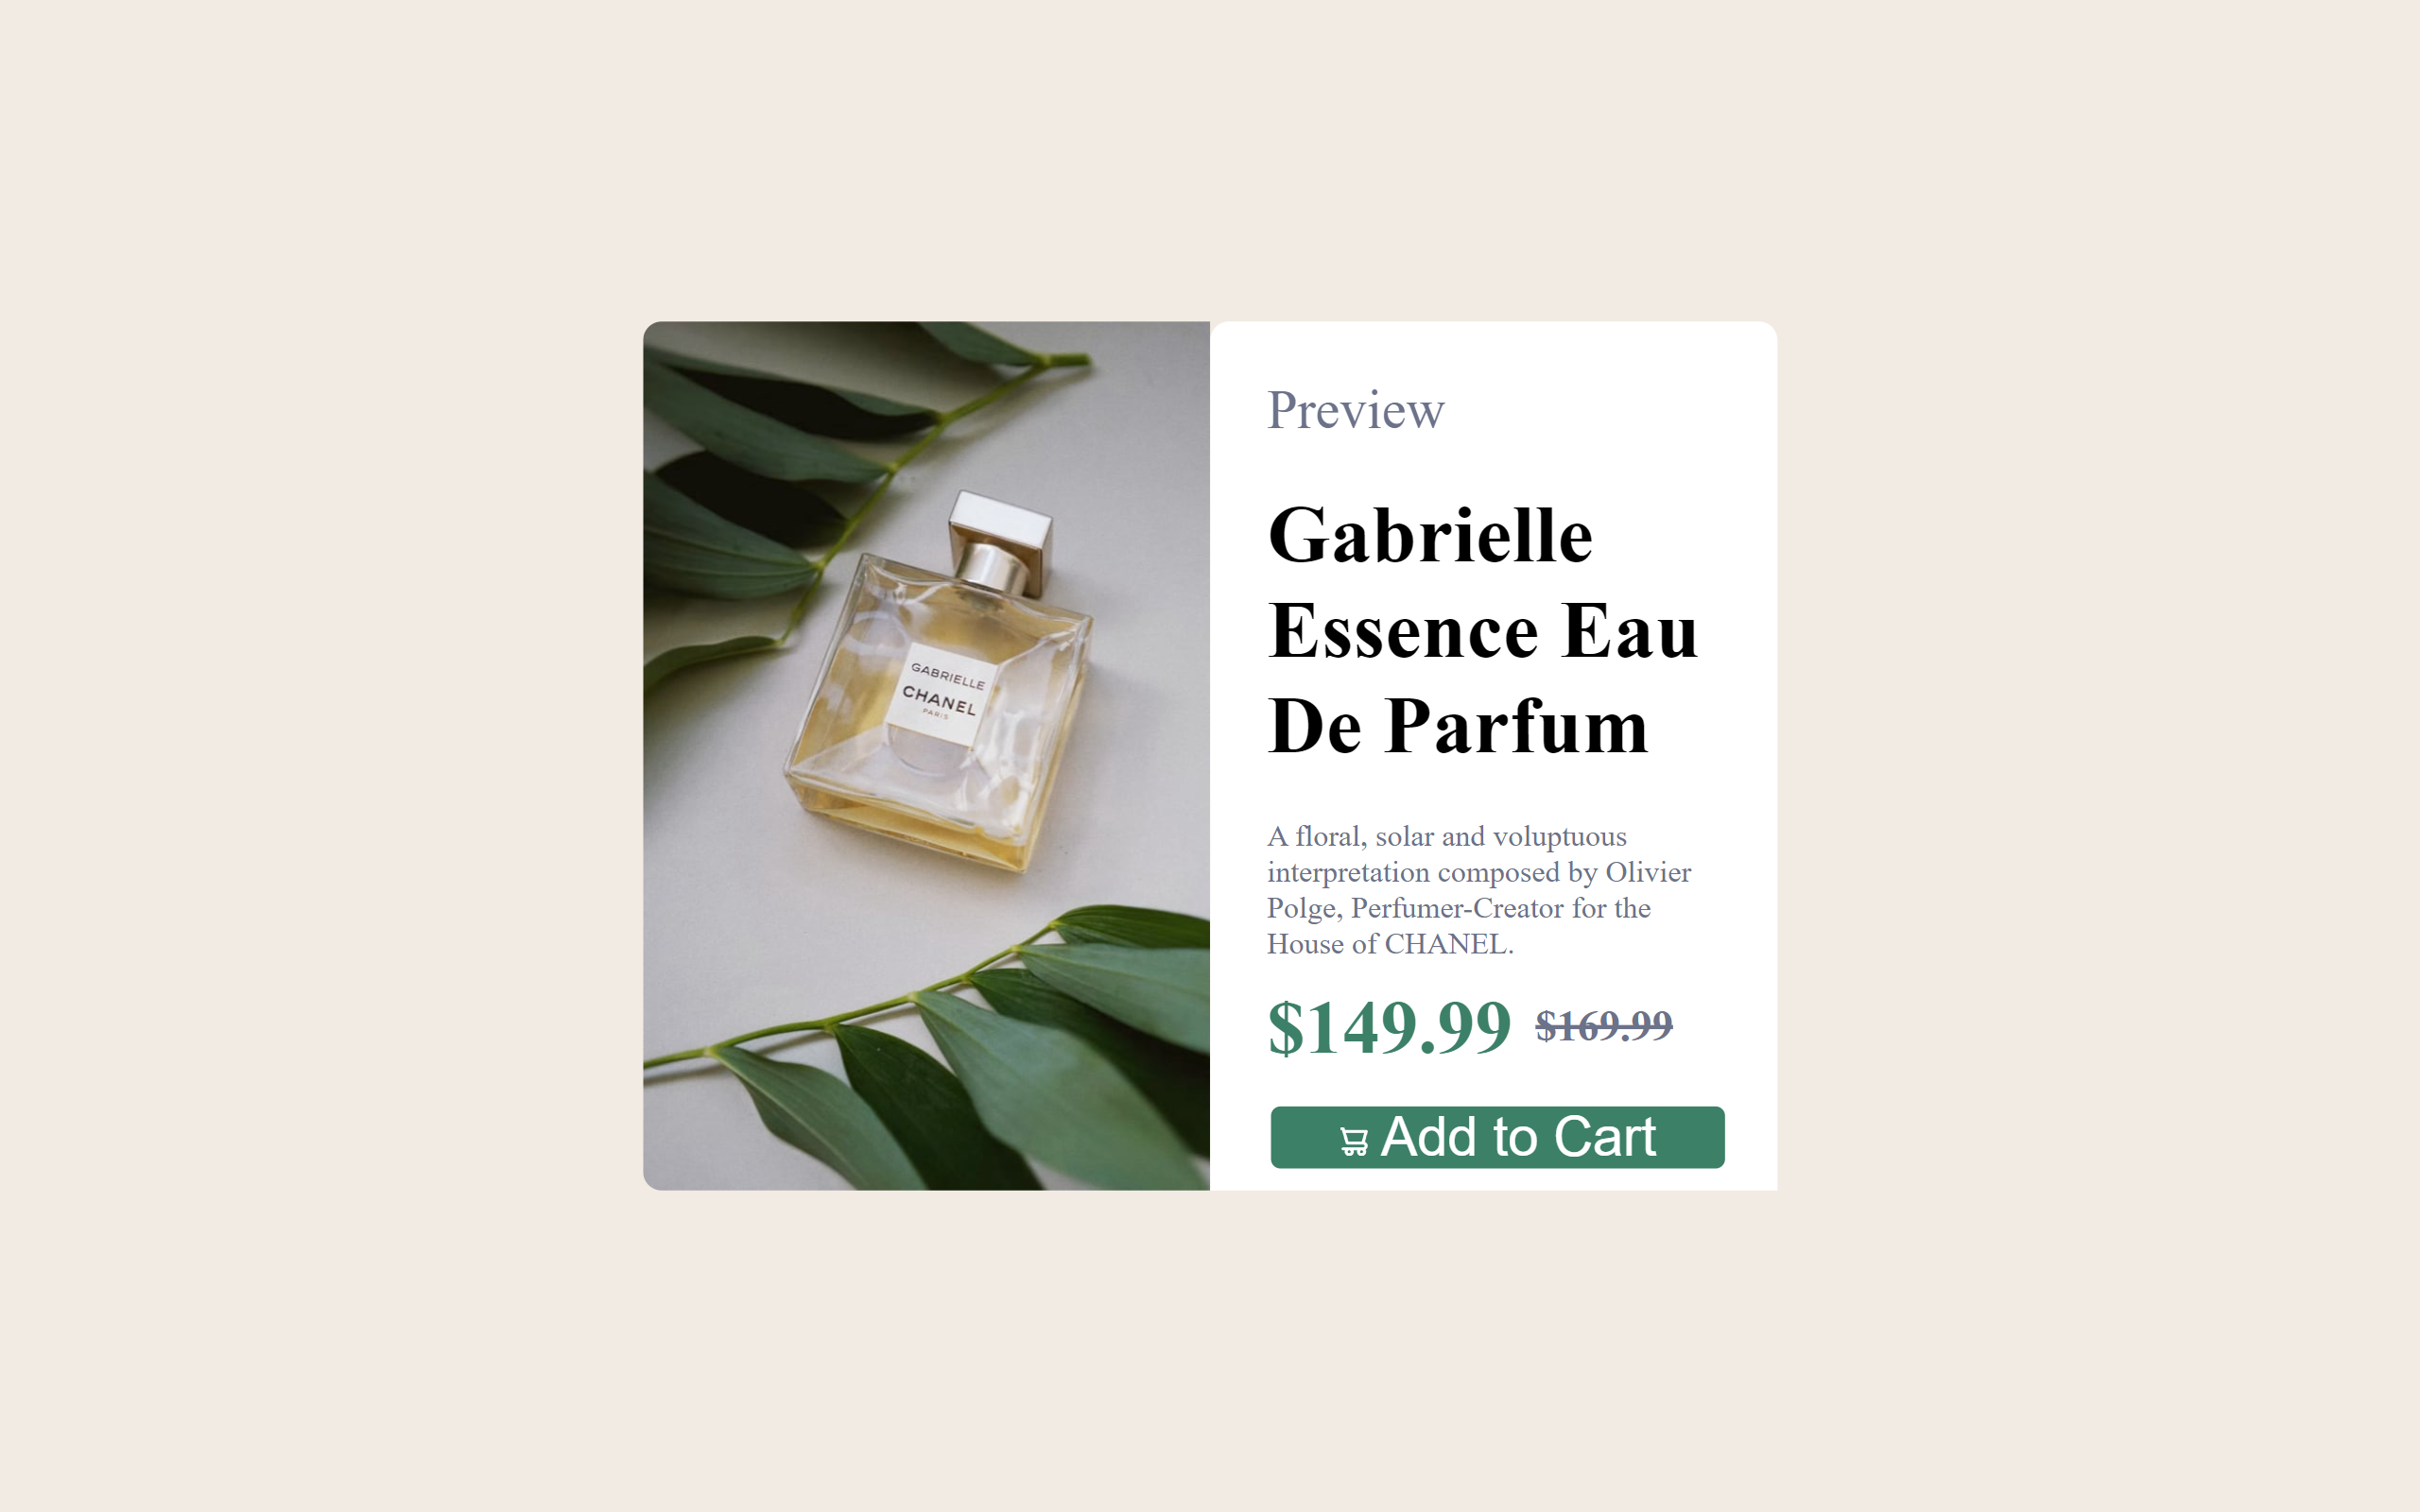 GABRIELLE
CHANEL
PARIS
Preview
Gabrielle
Essence Eau
De Parfum
A floral, solar and voluptuous
interpretation composed by Olivier
Polge, Perfumer-Creator for the
House of CHANEL.
$149.99 $169.99
Add to Cart